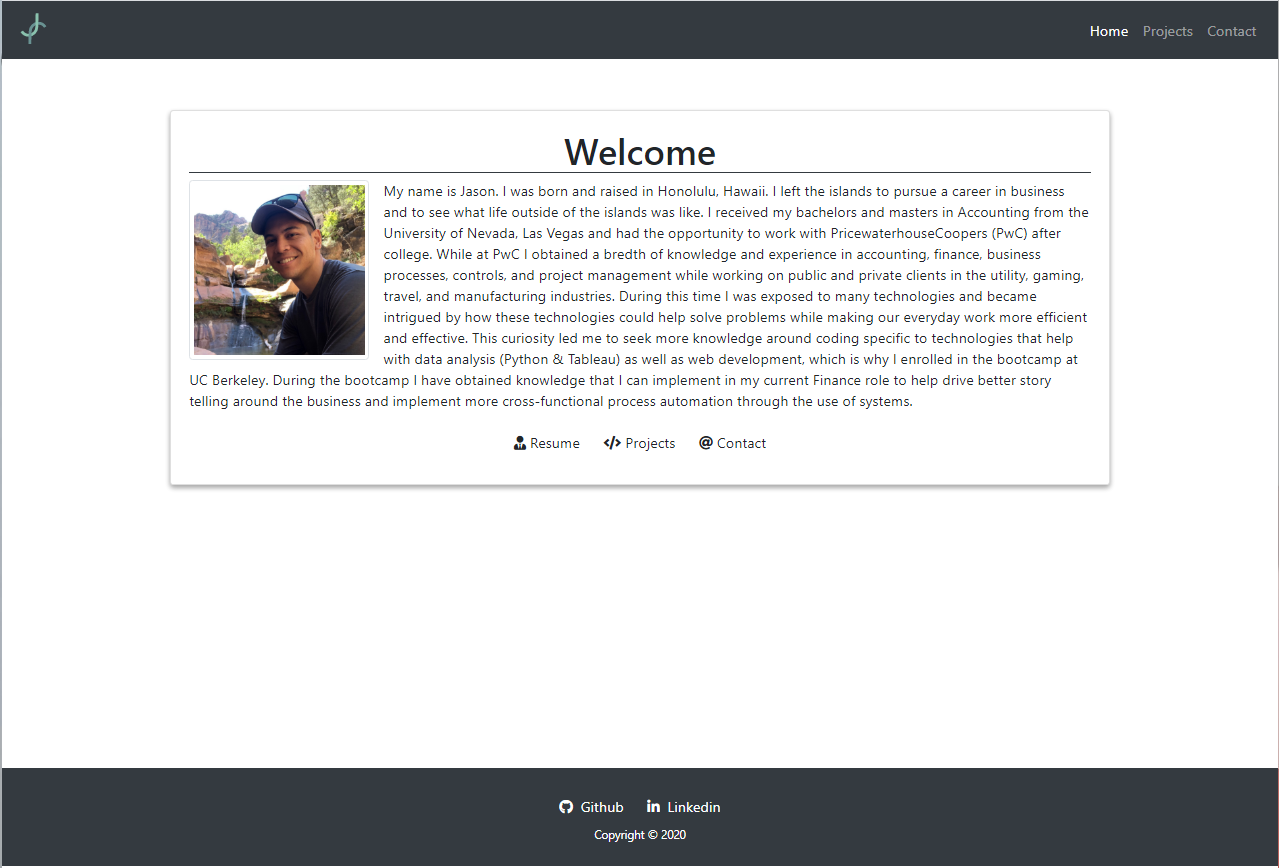 Home Projects Contact
Welcome
My name is Jason. I was born and raised in Honolulu, Hawaii. I left the islands to pursue a career in business
and to see what life outside of the islands was like. I received my bachelors and masters in Accounting from the
University of Nevada, Las Vegas and had the opportunity to work with PricewaterhouseCoopers (PwC) after
college. While at PwC I obtained a bredth of knowledge and experience in accounting, finance, business
processes, controls, and project management while working on public and private clients in the utility, gaming,
travel, and manufacturing industries. During this time I was exposed to many technologies and became
intrigued by how these technologies could help solve problems while making our everyday work more efficient
and effective. This curiosity led me to seek more knowledge around coding specific to technologies that help
with data analysis (Python & Tableau) as well as web development, which is why I enrolled in the bootcamp at
UC Berkeley. During the bootcamp I have obtained knowledge that I can implement in my current Finance role to help drive better story
telling around the business and implement more cross-functional process automation through the use of systems.
Resume Projects Contact
Github Linkedin
Copyright © 2020